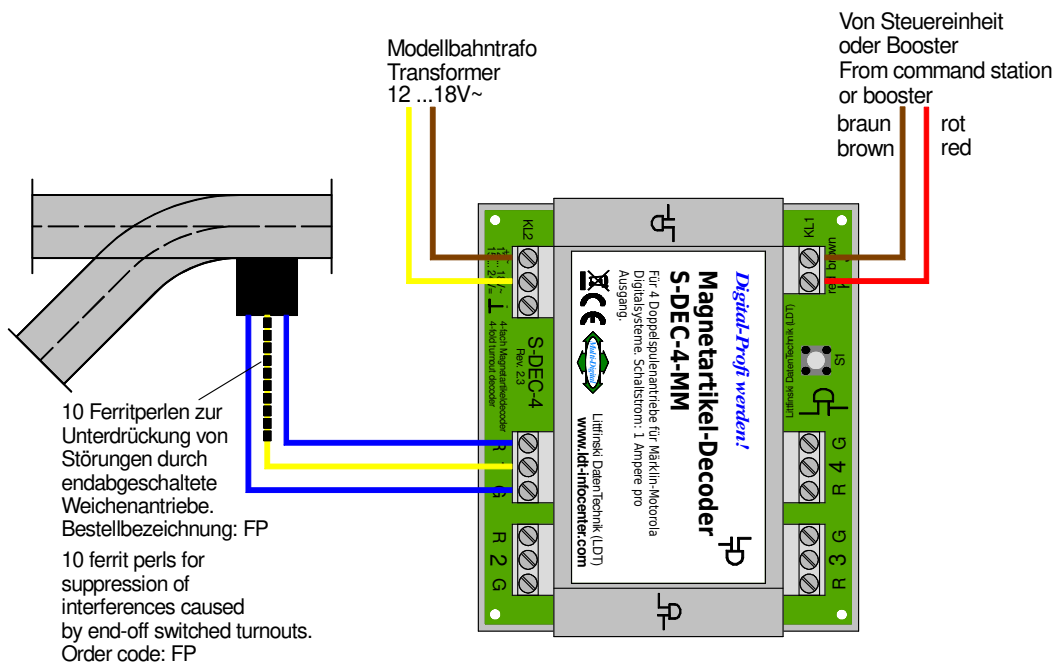 Modellbahntrafo
Transformer
12 ...18V~
Von Steuereinheit
oder Booster
From command station
or booster
braun
brown
rot
red
10 Ferritperlen zur
Unterdrückung von
Störungen durch
endabgeschaltete
Weichenantriebe.
Bestellbezeichnung: FP
10 ferrit perls for
suppression of
interferences caused
by end-off switched turnouts.
Order code: FP
KL2
S-DEC-4
Rev. 2.3
4-fach Magnetartikeldecoder
4-fold turnout decoder
R
G
R 2 G
Digital-Profi werden!
Magnetartikel-Decoder
S-DEC-4-MM
Für 4 Doppelspulenantriebe für Märklin-Motorola
Digitalsysteme. Schaltstrom: 1 Ampere pro
Ausgang.
CE
Multi-Digital
Littfinski DatenTechnik (LDT)
www.ldt-infocenter.com
KL1
red brown
S1
Littfinski DatenTechnik (LDT)
R 4 G
R 3 G